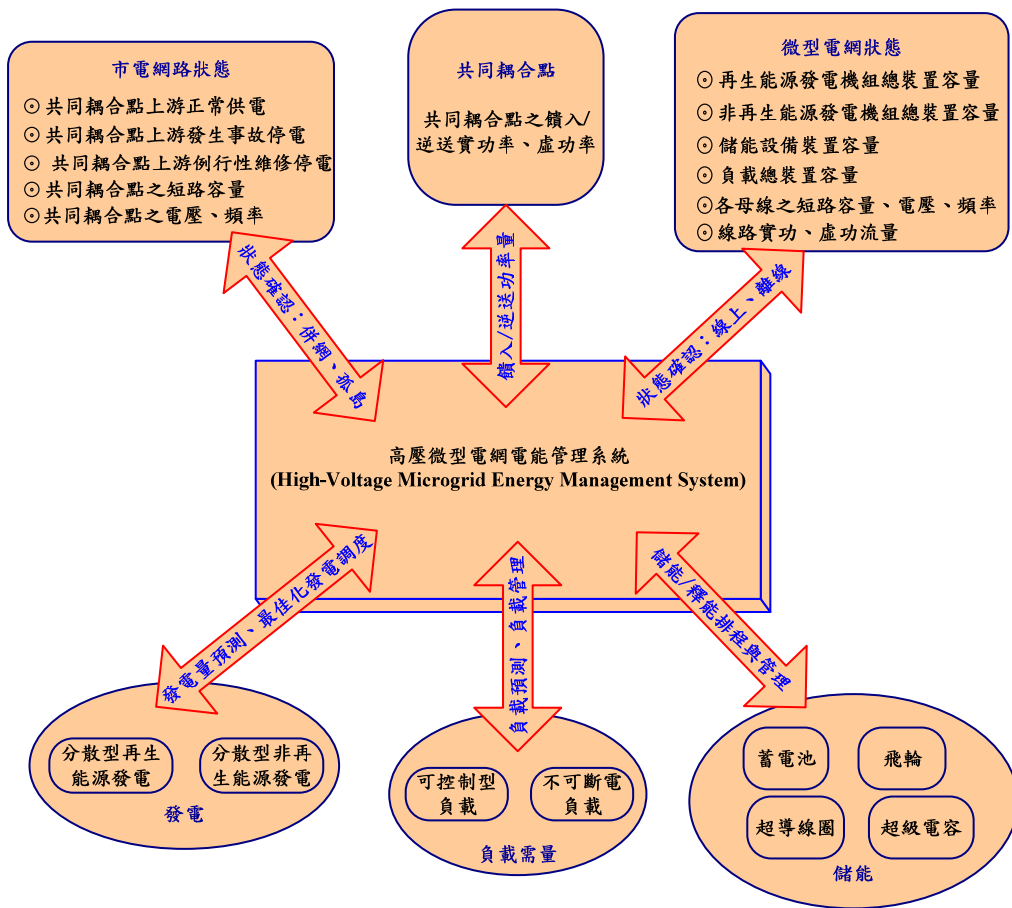 市電網路狀態
⊙共同耦合點上游正常供電
⊙共同耦合點上游發生事故停電
⊙ 共同耦合點上游例行性維修停電
⊙共同耦合點之短路容量
⊙共同耦合點之電壓、頻率
共同耦合點
共同耦合點之饋入/
逆送實功率、虛功率
微型電網狀態
⊙再生能源發電機組總裝置容量
⊙非再生能源發電機組總裝置容量
⊙儲能設備裝置容量
⊙負載總裝置容量
⊙各母線之短路容量、電壓、頻率
⊙線路實功、虛功流量
狀態確認：併網、孤島
饋入/逆送功率量
狀態確認：線上、離線
高壓微型電網電能管理系統
(High-Voltage Microgrid Energy Management System)
發電量預測、最佳化發電調度
負載預測、負載管理
儲能/釋能排程與管理
分散型再生
能源發電
分散型非再
生能源發電
發電
可控制型
負載
不可斷電
負載
負載需量
蓄電池
飛輪
超導線圈
超級電容
儲能